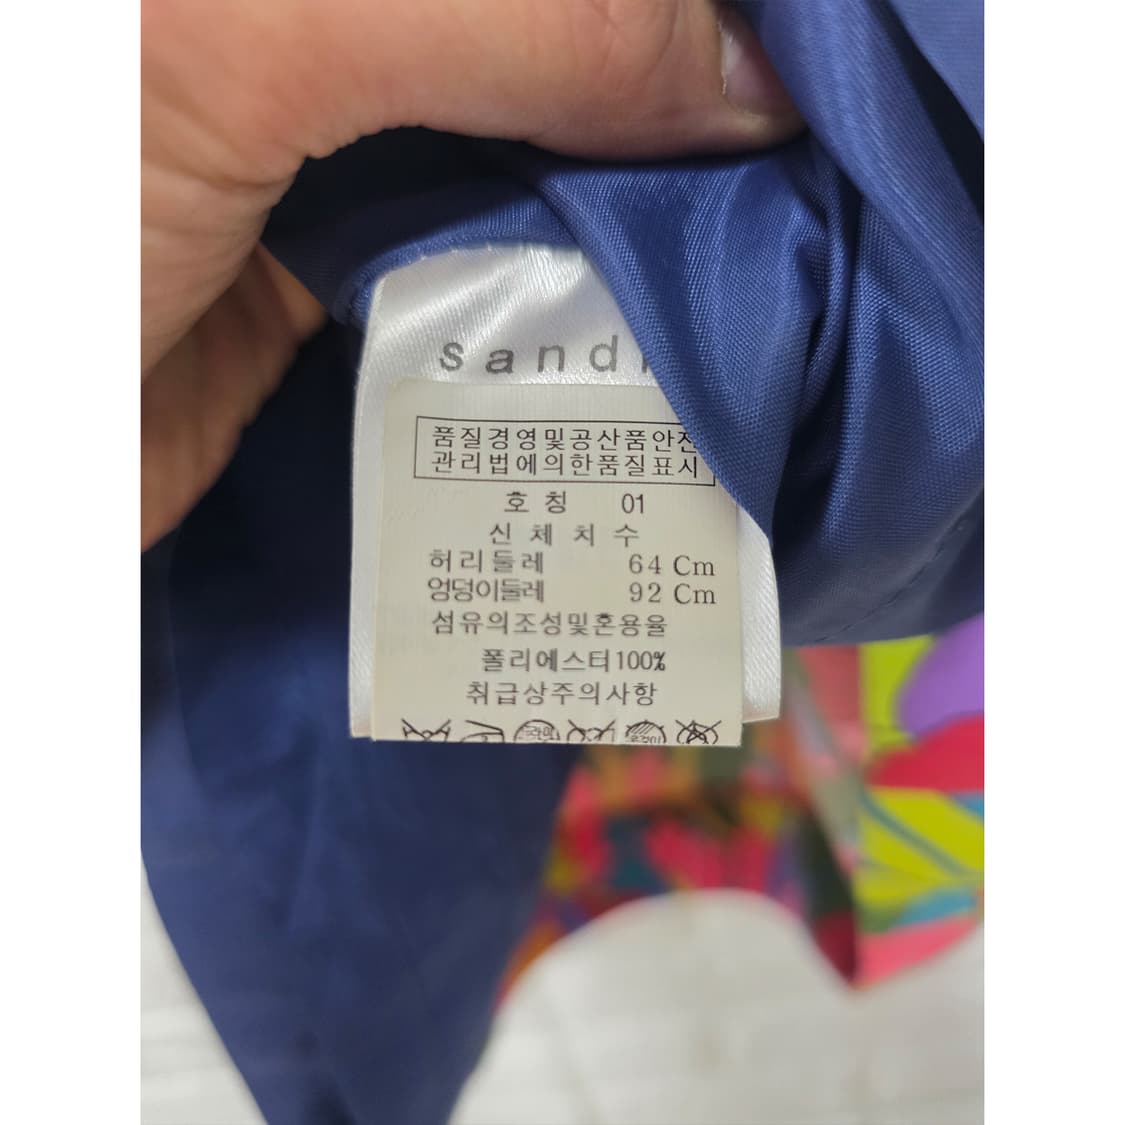 sand
품질경영및공산품안전
관리법에의한품질표시
호칭 01
신체치수
허리둘레 64 Cm
엉덩이둘레 92 Cm
섬유의조성및혼용율
폴리에스터100%
취급상주의사항